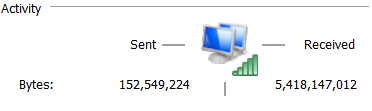 Activity
Sent Received
Bytes: 152,549,224 5,418,147,012